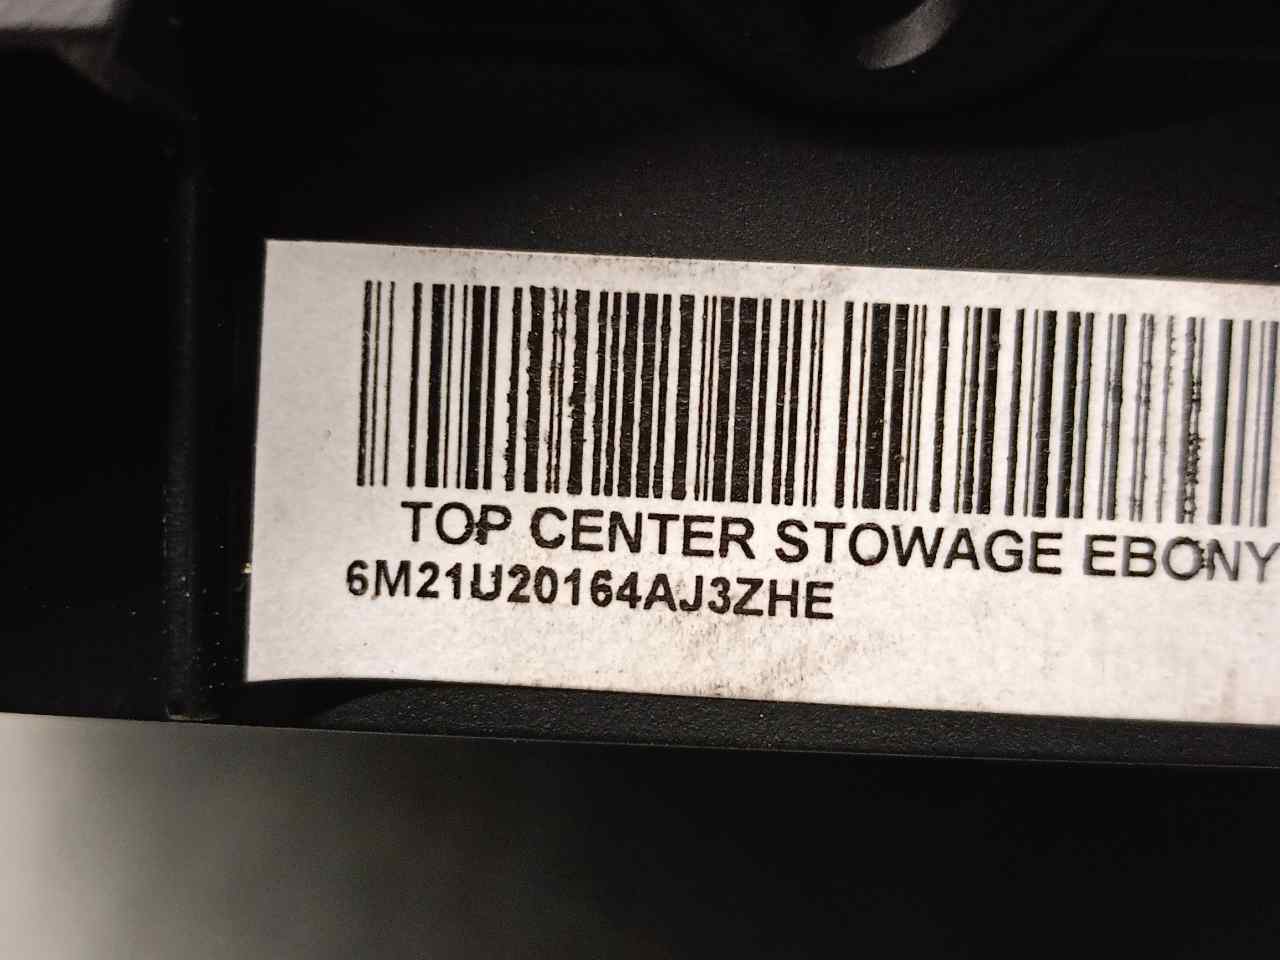 TOP CENTER STOWAGE EBONY
6M21U20164AJ3ZHE